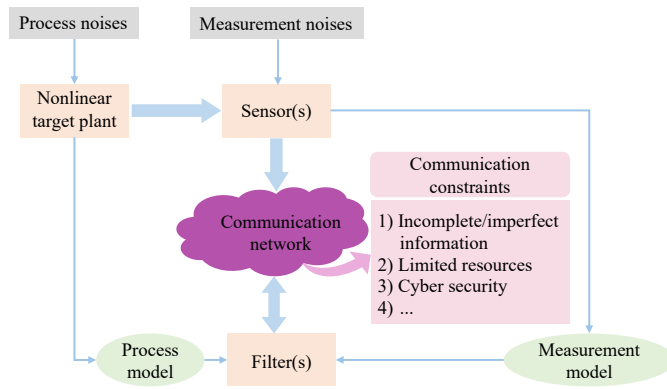 Process noises
Measurement noises
Nonlinear
target plant
Sensor(s)
Communication
constraints
Communication
network
1) Incomplete/imperfect
information
2) Limited resources
3) Cyber security
4) ...
Process
model
Filter(s)
Measurement
model